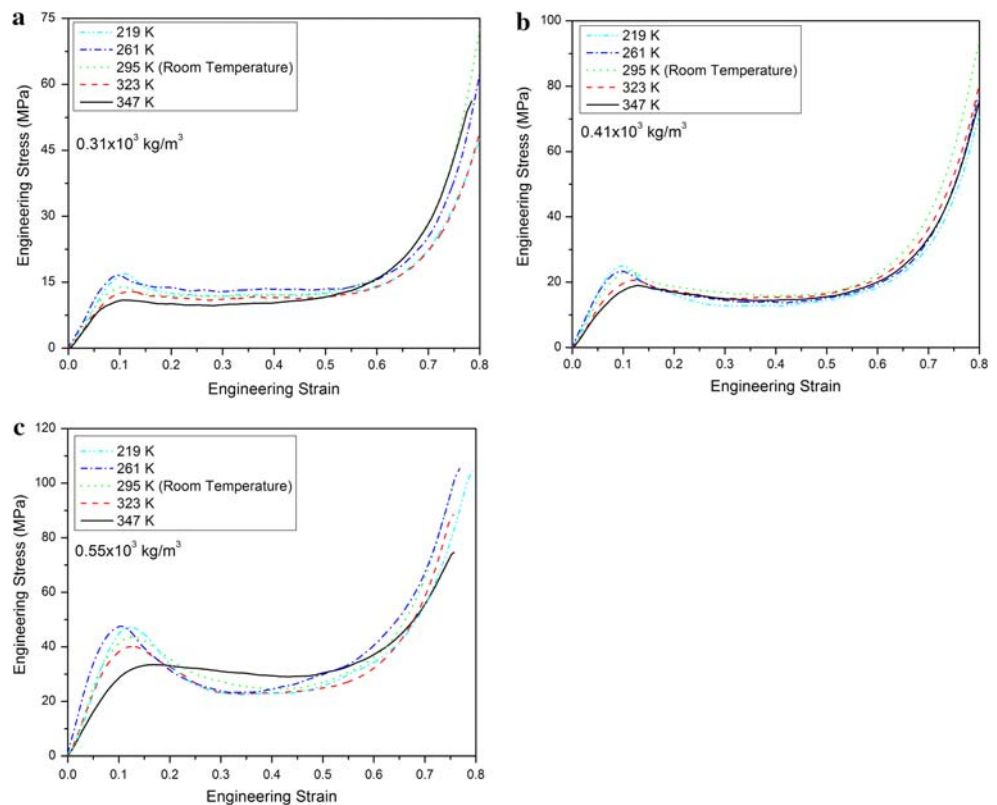 a
75
60
45
30
15
0
Engineering Stress (MPa)
219 K
261 K
295 K (Room Temperature)
323 K
347 K
0.31x10³ kg/m³
0.0 0.1 0.2 0.3 0.4 0.5 0.6 0.7 0.8
Engineering Strain
b
100
80
60
40
20
0
Engineering Stress (MPa)
219 K
261 K
295 K (Room Temperature)
323 K
347 K
0.41x10³ kg/m³
0.0 0.1 0.2 0.3 0.4 0.5 0.6 0.7 0.8
Engineering Strain
c
120
100
80
60
40
20
0
Engineering Stress (MPa)
219 K
261 K
295 K (Room Temperature)
323 K
347 K
0.55x10³ kg/m³
0.0 0.1 0.2 0.3 0.4 0.5 0.6 0.7 0.8
Engineering Strain